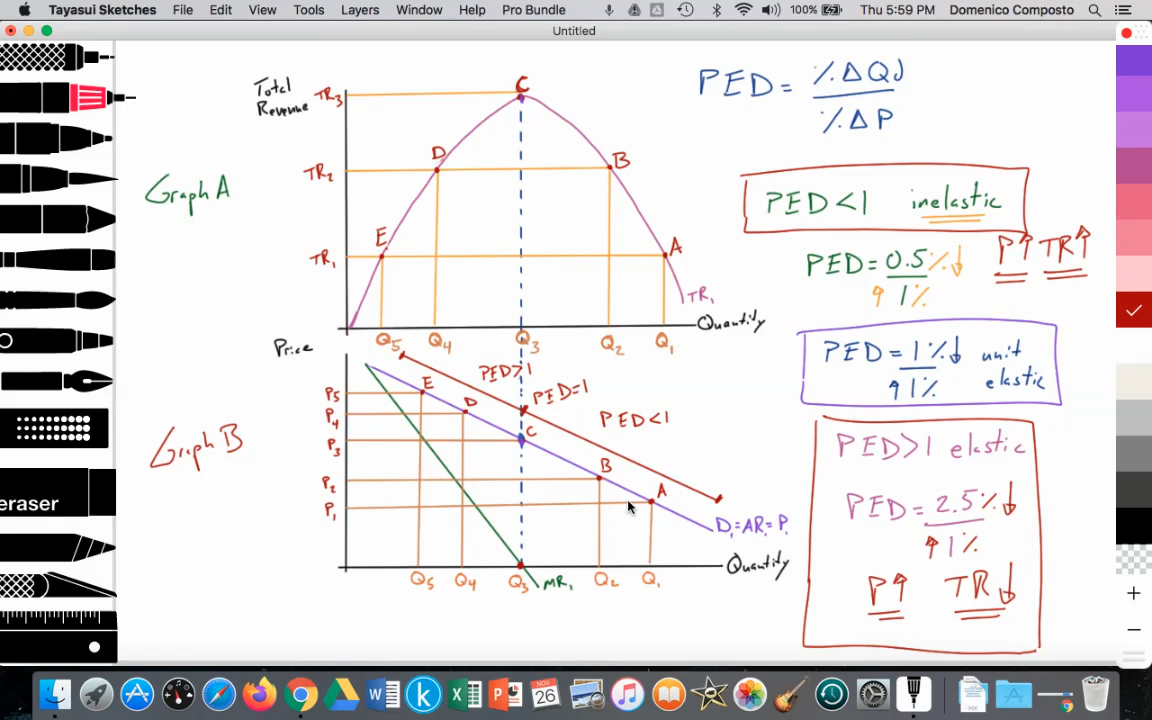 Tayasui Sketches File Edit View Tools Layers Window Help Pro Bundle 100% Thu 5:59 PM Domenico Composto
Untitled
Total
Revenue
TR3
C
TR2
D
B
TR1
E
A
TR1
Quantity
Q5 Q4 Q3 Q2 Q1
Graph A
Price
PED>1
PED=1
PED<1
P5
E
P4
D
P3
C
P2
B
P1
A
D1=AR1=P1
Quantity
Q5 Q4 Q3 Q2 Q1
MR1
Graph B
PED = %ΔQd
%ΔP
PED<1 inelastic
PED= 0.5%↓
↑1%
P↑ TR↑
PED=1%↓ unit
↑1% elastic
PED>1 elastic
PED= 2.5%↓
↑1%
P↑ TR↓
eraser
NOV
26